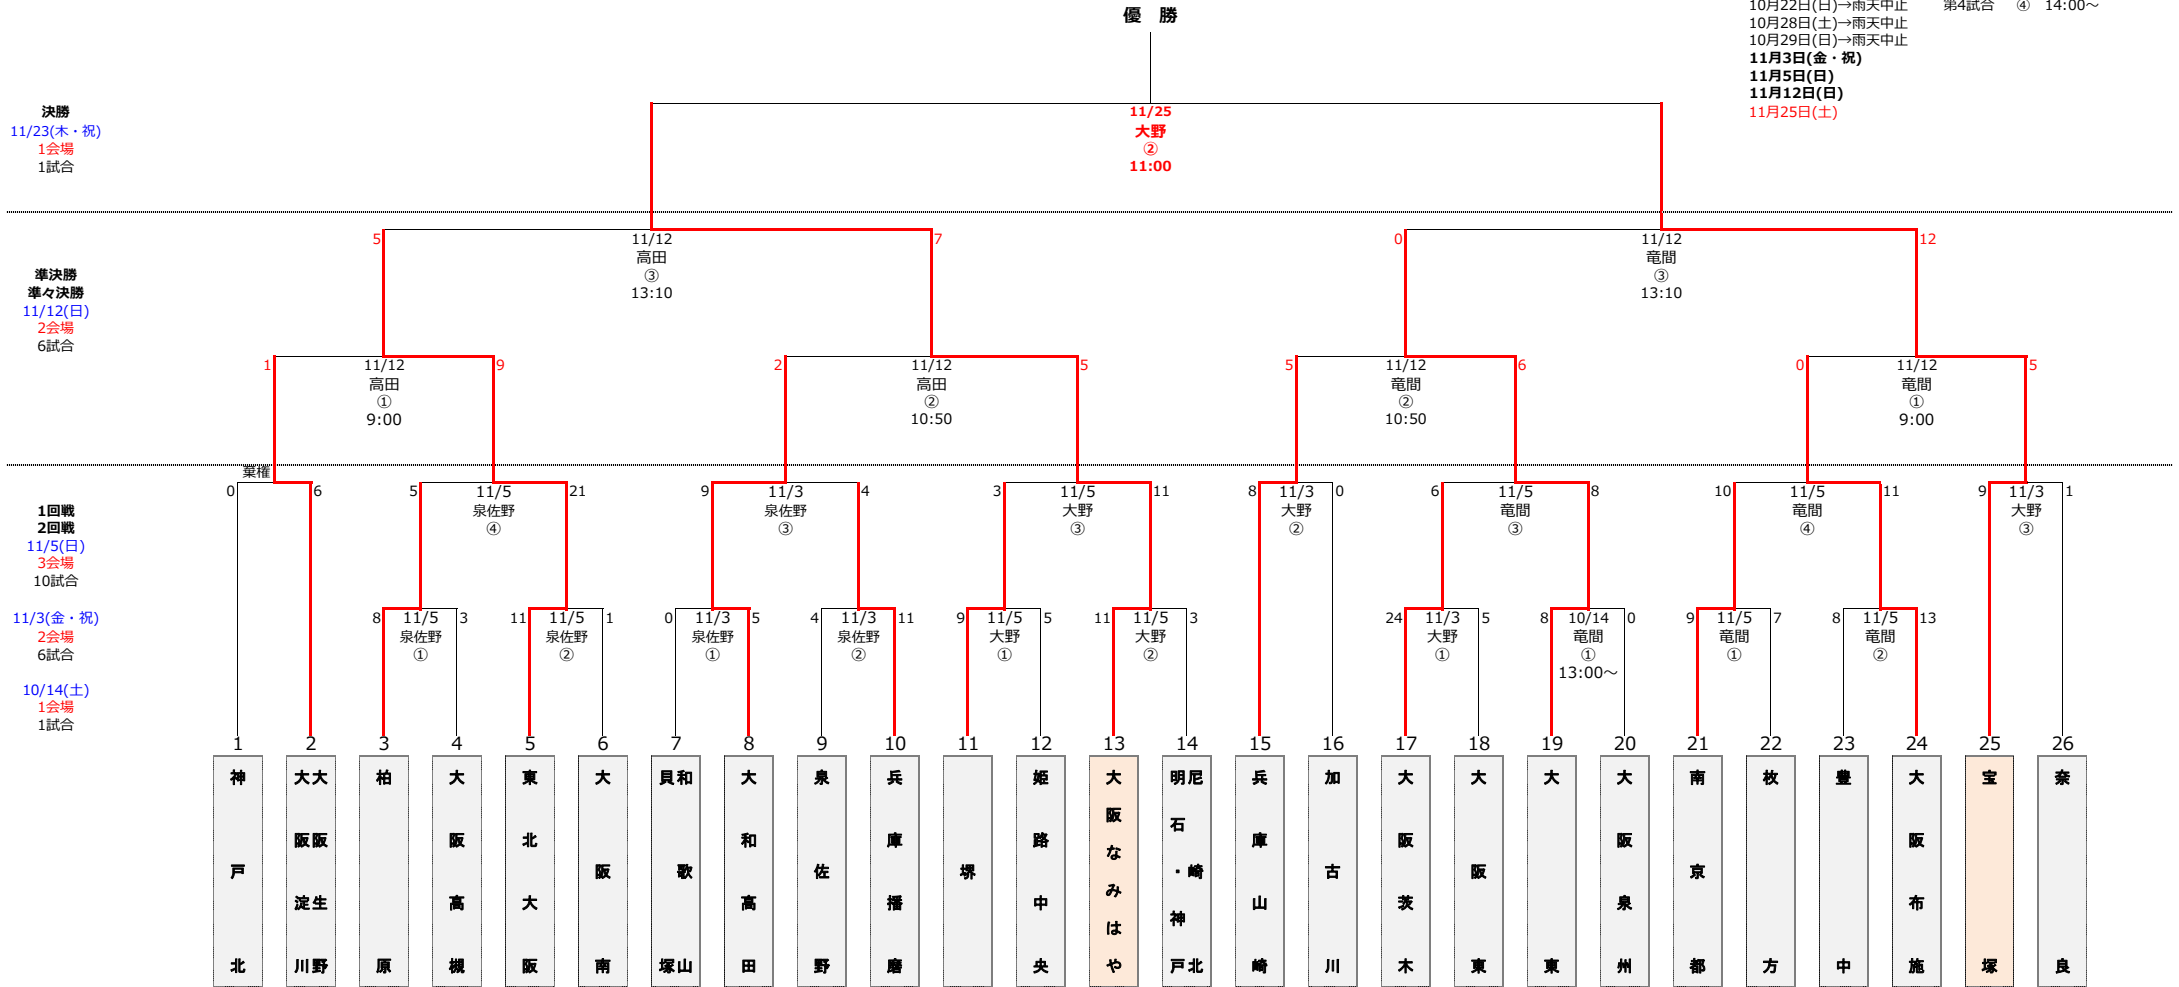 優　勝
10月22日(日)→雨天中止　第4試合　④　14:00～
10月28日(土)→雨天中止
10月29日(日)→雨天中止
11月3日(金・祝)
11月5日(日)
11月12日(日)
11月25日(土)
決勝
11/23(木・祝)
1会場
1試合
11/25
大野
②
11:00
準決勝
準々決勝
11/12(日)
2会場
6試合
5 11/12 7
高田
③
13:10
0 11/12 12
竜間
③
13:10
1 11/12 9
高田
①
9:00
2 11/12 5
高田
②
10:50
5 11/12 6
竜間
②
10:50
0 11/12 5
竜間
①
9:00
1回戦
2回戦
11/5(日)
3会場
10試合
11/3(金・祝)
2会場
6試合
10/14(土)
1会場
1試合
棄権
0 6
5 11/5 21
泉佐野
④
9 11/3 4
泉佐野
③
3 11/5 11
大野
③
8 11/3 0
大野
②
6 11/5 8
竜間
③
10 11/5 11
竜間
④
9 11/3 1
大野
③
8 11/5 3
泉佐野
①
11 11/5 1
泉佐野
②
0 11/3 5
泉佐野
①
4 11/3 11
泉佐野
②
9 11/5 5
大野
①
11 11/5 3
大野
②
24 11/3 5
大野
①
8 10/14 0
竜間
①
13:00～
9 11/5 7
竜間
①
8 11/5 13
竜間
②
1 2 3 4 5 6 7 8 9 10 11 12 13 14 15 16 17 18 19 20 21 22 23 24 25 26
神戸北
大阪淀川
大阪生野
柏原
大阪高槻
東北大阪
大阪南
貝塚
和歌山
大和高田
泉佐野
兵庫播磨
堺
姫路中央
大阪なみはや
明石・神戸
尼崎北
兵庫山崎
加古川
大阪茨木
大阪東
大東
大阪泉州
南京都
枚方
豊中
大阪布施
宝塚
奈良